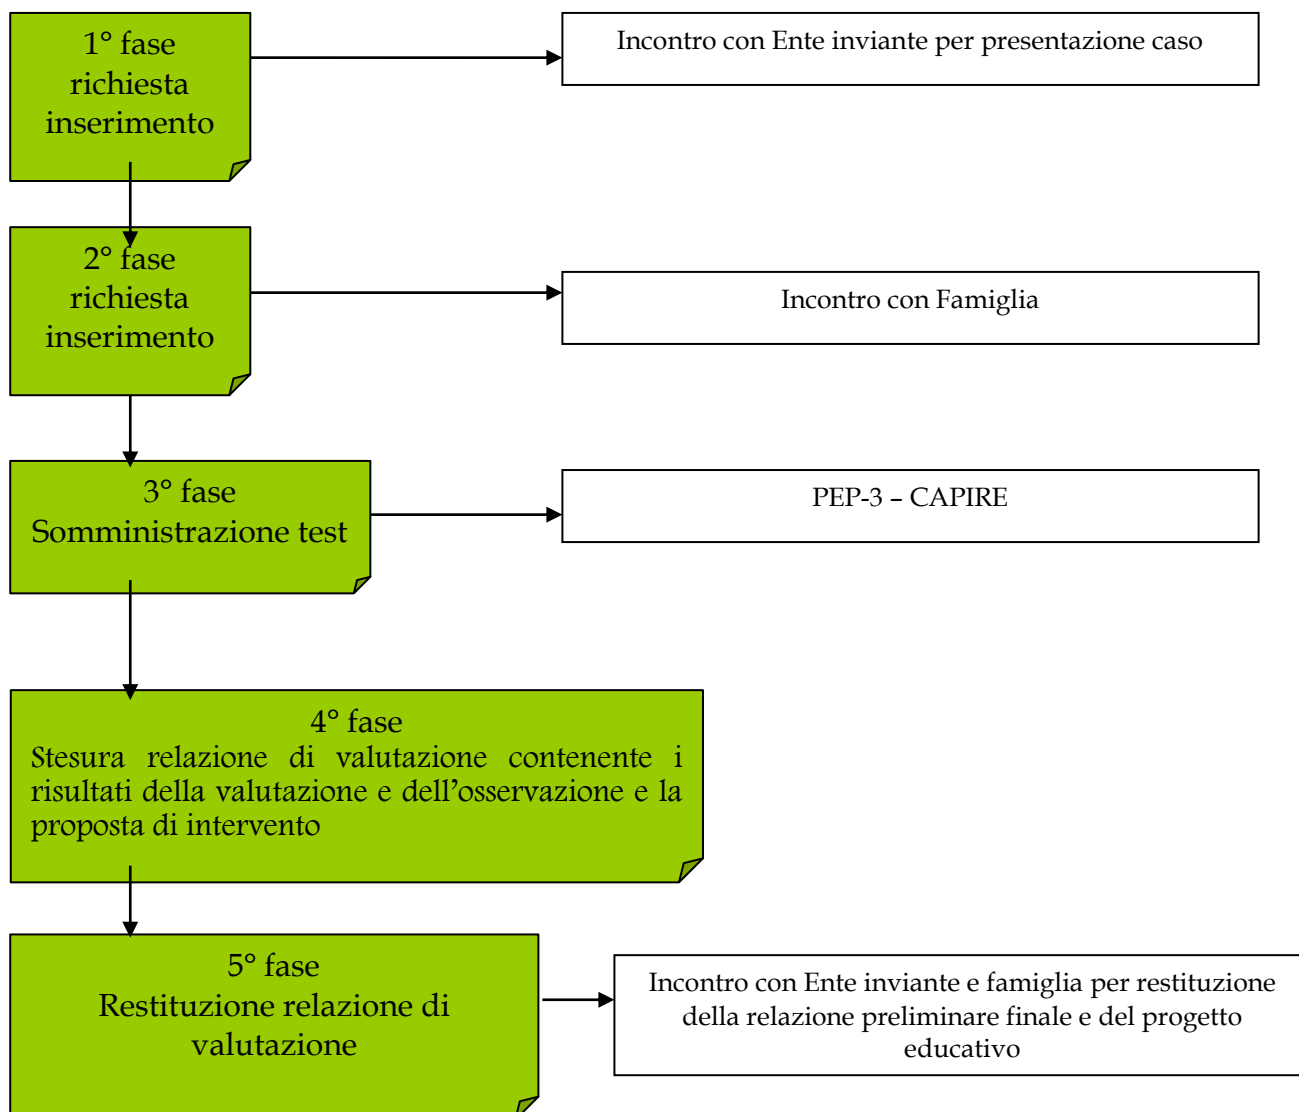 1° fase
richiesta
inserimento
Incontro con Ente inviante per presentazione caso
2° fase
richiesta
inserimento
Incontro con Famiglia
3° fase
Somministrazione test
PEP-3 – CAPIRE
4° fase
Stesura relazione di valutazione contenente i
risultati della valutazione e dell’osservazione e la
proposta di intervento
5° fase
Restituzione relazione di
valutazione
Incontro con Ente inviante e famiglia per restituzione
della relazione preliminare finale e del progetto
educativo